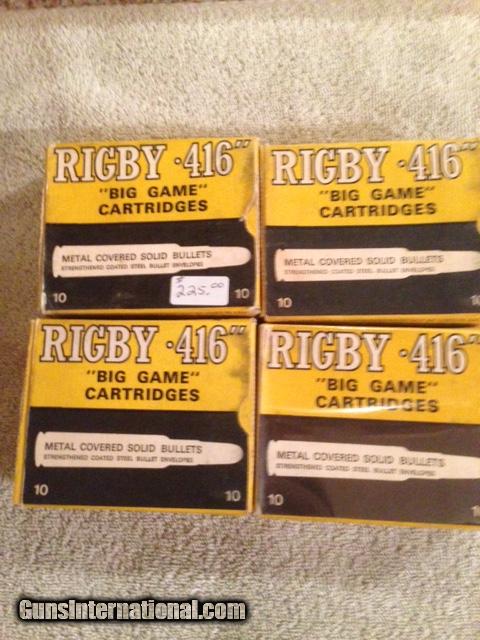 RIGBY ·416"
"BIG GAME"
CARTRIDGES
METAL COVERED SOLID BULLETS
STRENGTHENED COATED STEEL BULLET ENVELOPES
$
225.00
10 10
RIGBY ·416"
"BIG GAME"
CARTRIDGES
METAL COVERED SOLID BULLETS
STRENGTHENED COATED STEEL BULLET ENVELOPES
10
RIGBY ·416"
"BIG GAME"
CARTRIDGES
METAL COVERED SOLID BULLETS
STRENGTHENED COATED STEEL BULLET ENVELOPES
10 10
RIGBY ·416"
"BIG GAME"
CARTRIDGES
METAL COVERED SOLID BULLETS
STRENGTHENED COATED STEEL BULLET ENVELOPES
10 10
GunsInternational.com